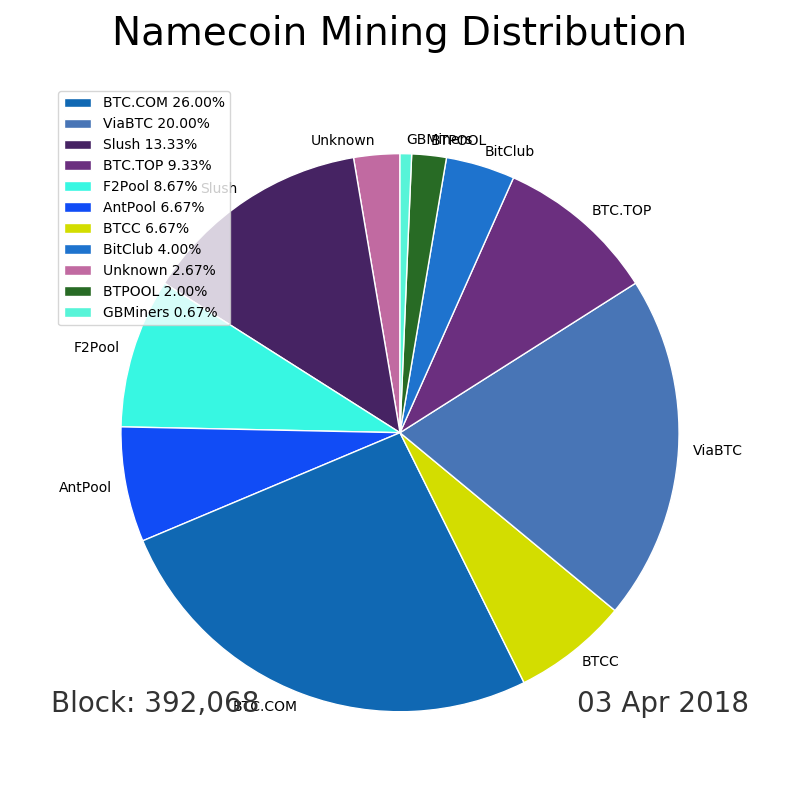 Namecoin Mining Distribution
BTC.COM 26.00%
ViaBTC 20.00%
Slush 13.33%
BTC.TOP 9.33%
F2Pool 8.67%
AntPool 6.67%
BTCC 6.67%
BitClub 4.00%
Unknown 2.67%
BTPOOL 2.00%
GBMiners 0.67%
Unknown
GBMiners
BTPOOL
BitClub
Slush
BTC.TOP
F2Pool
ViaBTC
AntPool
BTCC
BTC.COM
Block: 392,068
03 Apr 2018